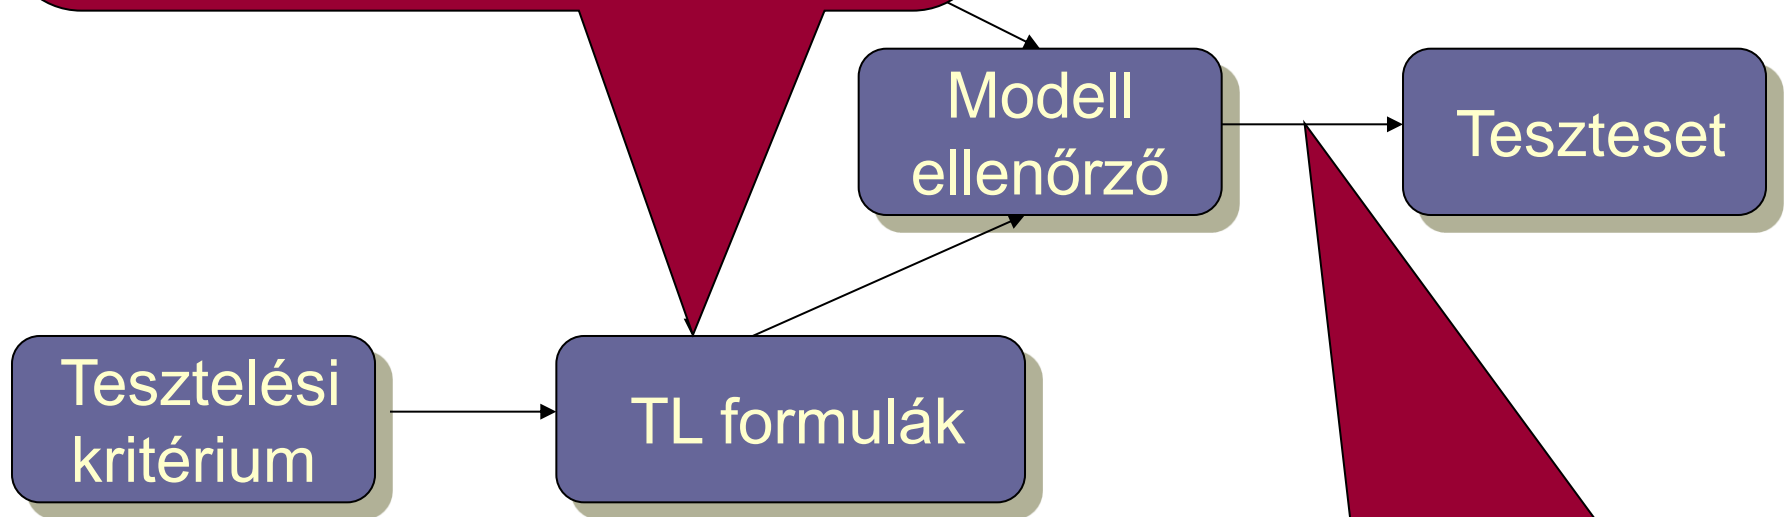 Modell
ellenőrző
Teszteset
Tesztelési
kritérium
TL formulák